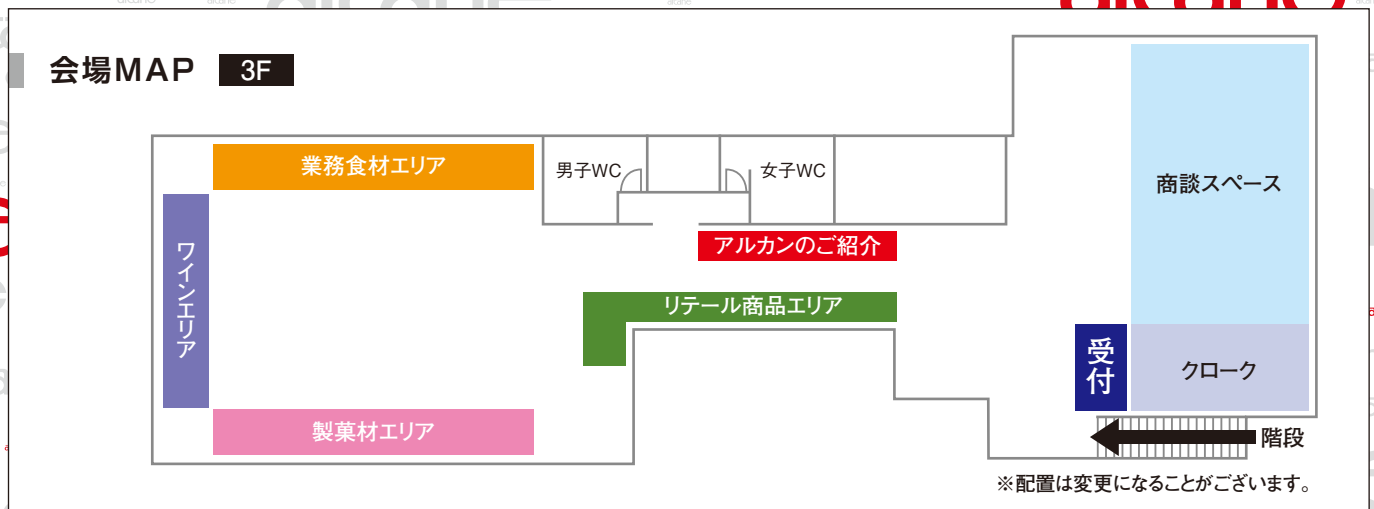 会場MAP 3F
業務食材エリア
男子WC
女子WC
商談スペース
アルカンのご紹介
ワインエリア
リテール商品エリア
受付
クローク
製菓材エリア
階段
※配置は変更になることがございます。